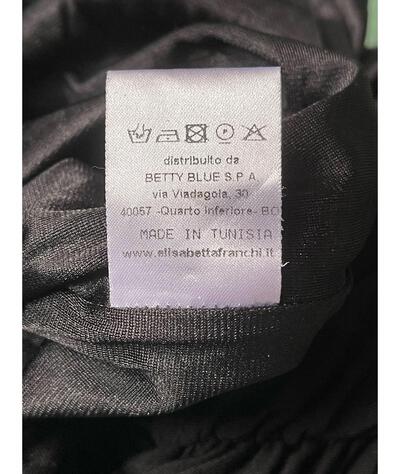 distribuito da
BETTY BLUE S.P.A.
via Viadagola, 30
40057 -Quarto Inferiore- BO
MADE IN TUNISIA
www.elisabettafranchi.it